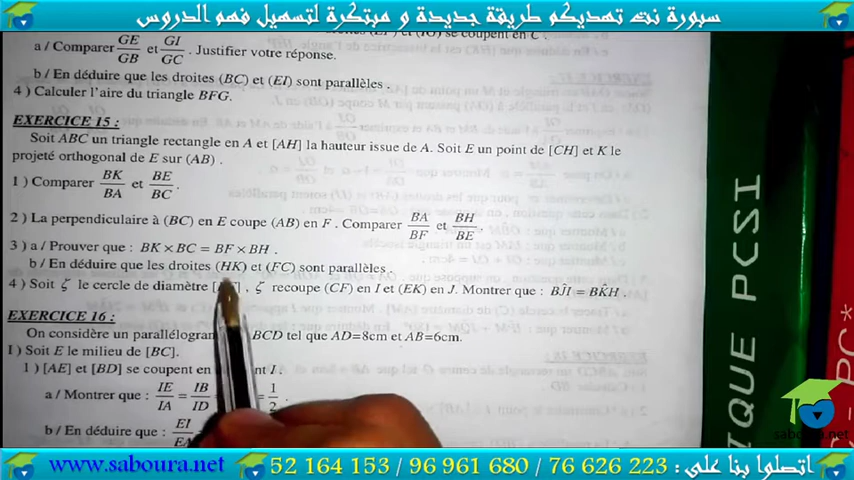 سبورة نت تهديكم طريقة جديدة و مبتكرة لتسهيل فهم الدروس
a / Comparer GE/GB et GI/GC . Justifier votre réponse.
b / En déduire que les droites (BC) et (EI) sont parallèles .
4 ) Calculer l'aire du triangle BFG.
EXERCICE 15 :
Soit ABC un triangle rectangle en A et [AH] la hauteur issue de A. Soit E un point de [CH] et K le
projeté orthogonal de E sur (AB) .
1 ) Comparer BK/BA et BE/BC .
2 ) La perpendiculaire à (BC) en E coupe (AB) en F . Comparer BA/BF et BH/BE .
3 ) a / Prouver que : BK × BC = BF × BH .
b / En déduire que les droites (HK) et (FC) sont parallèles .
4 ) Soit ζ le cercle de diamètre [ ] , ζ recoupe (CF) en I et (EK) en J. Montrer que : BĴI = BK̂H .
EXERCICE 16 :
On considère un parallélogram BCD tel que AD=8cm et AB=6cm.
I ) Soit E le milieu de [BC].
1 ) [AE] et [BD] se coupent en nt I .
a / Montrer que : IE/IA = IB/ID = 1/2 .
b / En déduire que : EI
PIQUE PCSI
PC*
saboura.net
www.saboura.net
52 164 153 / 96 961 680 / 76 626 223 : اتصلوا بنا على